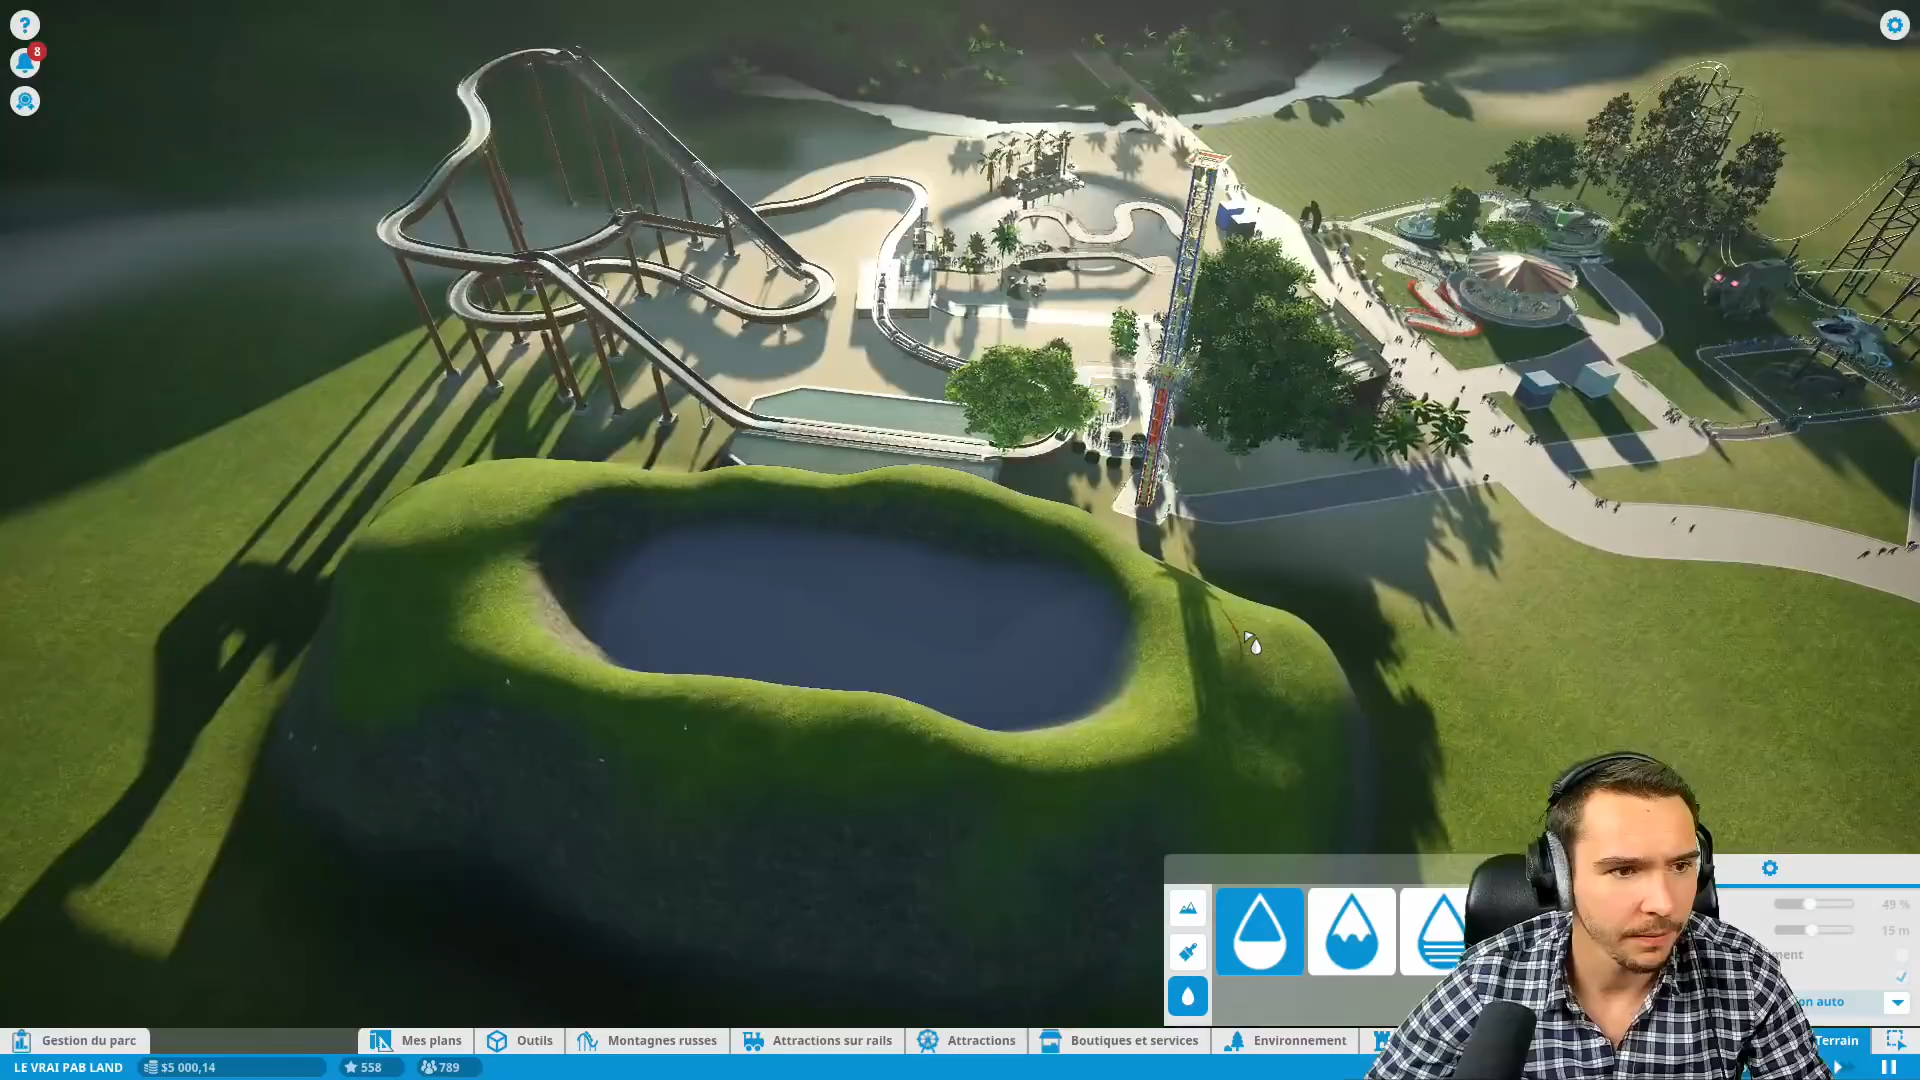 ?
8
49 %
15 m
ment
on auto
Gestion du parc
Mes plans
Outils
Montagnes russes
Attractions sur rails
Attractions
Boutiques et services
Environnement
Terrain
LE VRAI PAB LAND
$5 000,14
558
789